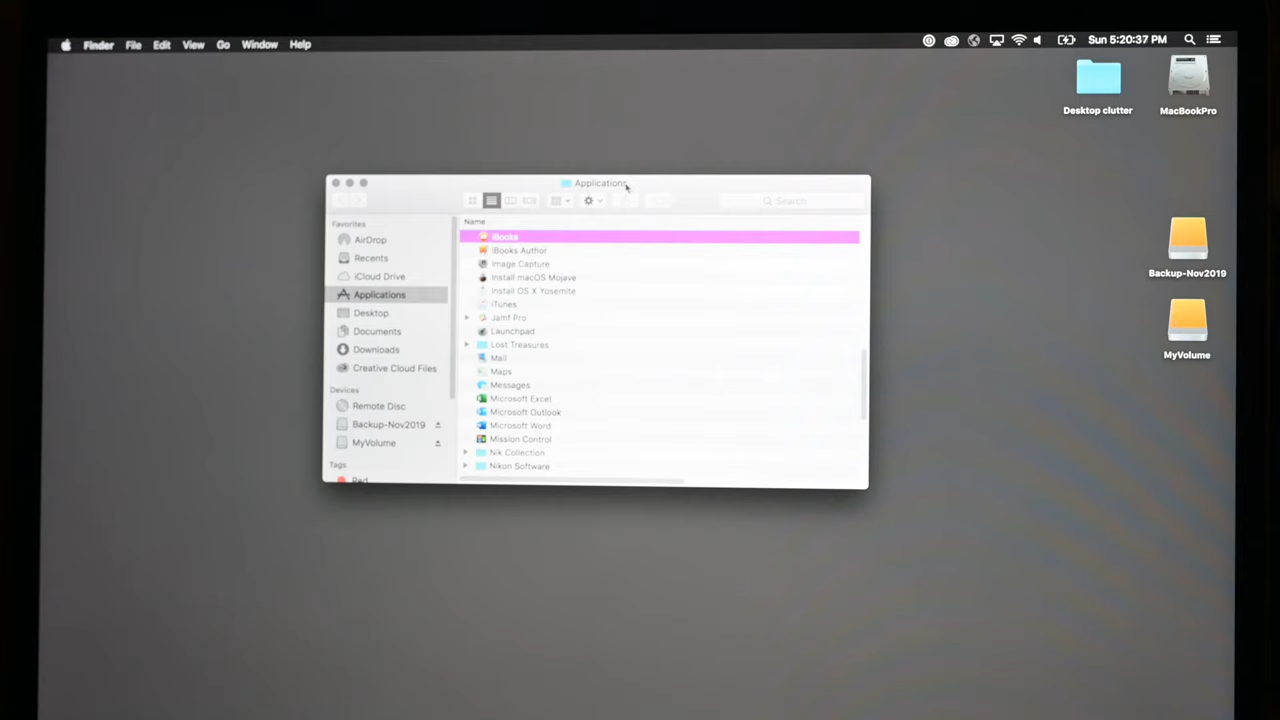 Finder File Edit View Go Window Help
Sun 5:20:37 PM
Desktop clutter
MacBookPro
Backup-Nov2019
MyVolume
Applications
Search
Favorites
AirDrop
Recents
iCloud Drive
Applications
Desktop
Documents
Downloads
Creative Cloud Files
Devices
Remote Disc
Backup-Nov2019
MyVolume
Tags
Red
Name
iBooks
iBooks Author
Image Capture
Install macOS Mojave
Install OS X Yosemite
iTunes
Jamf Pro
Launchpad
Lost Treasures
Mail
Maps
Messages
Microsoft Excel
Microsoft Outlook
Microsoft Word
Mission Control
Nik Collection
Nikon Software